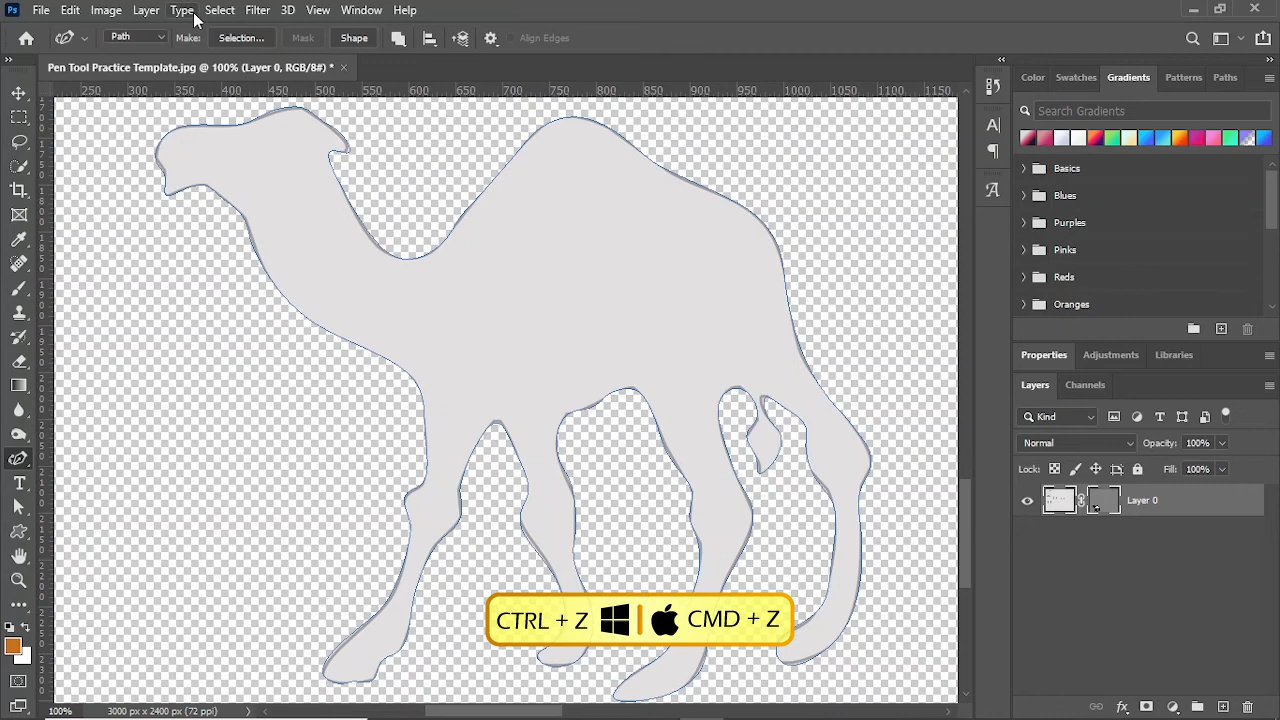 Ps File Edit Image Layer Type Select Filter 3D View Window Help
Path Make: Selection... Mask Shape Align Edges
Pen Tool Practice Template.jpg @ 100% (Layer 0, RGB/8#) * ×
250 300 350 400 450 500 550 600 650 700 750 800 850 900 950 1000 1050 1100 1150
Color Swatches Gradients Patterns Paths
Search Gradients
Basics
Blues
Purples
Pinks
Reds
Oranges
Properties Adjustments Libraries
Layers Channels
Kind
Normal Opacity: 100%
Lock: Fill: 100%
Layer 0
CTRL + Z CMD + Z
100% 3000 px x 2400 px (72 ppi)